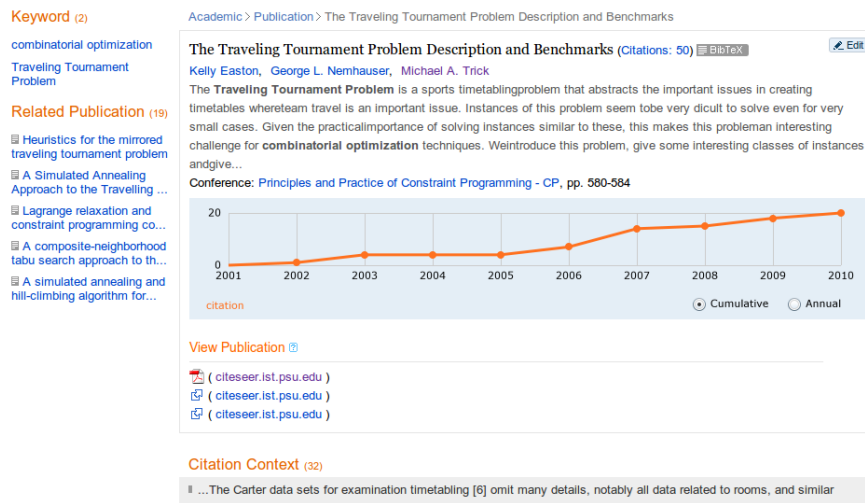 Keyword (2)
combinatorial optimization
Traveling Tournament
Problem
Related Publication (19)
Heuristics for the mirrored
traveling tournament problem
A Simulated Annealing
Approach to the Travelling ...
Lagrange relaxation and
constraint programming co...
A composite-neighborhood
tabu search approach to th...
A simulated annealing and
hill-climbing algorithm for...
Academic > Publication > The Traveling Tournament Problem Description and Benchmarks
The Traveling Tournament Problem Description and Benchmarks (Citations: 50) BibTeX Edit
Kelly Easton, George L. Nemhauser, Michael A. Trick
The Traveling Tournament Problem is a sports timetablingproblem that abstracts the important issues in creating
timetables whereteam travel is an important issue. Instances of this problem seem tobe very dicult to solve even for very
small cases. Given the practicalimportance of solving instances similar to these, this makes this probleman interesting
challenge for combinatorial optimization techniques. Weintroduce this problem, give some interesting classes of instances
andgive...
Conference: Principles and Practice of Constraint Programming - CP, pp. 580-584
20
0
2001 2002 2003 2004 2005 2006 2007 2008 2009 2010
citation Cumulative Annual
View Publication ?
( citeseer.ist.psu.edu )
( citeseer.ist.psu.edu )
( citeseer.ist.psu.edu )
Citation Context (32)
...The Carter data sets for examination timetabling [6] omit many details, notably all data related to rooms, and similar